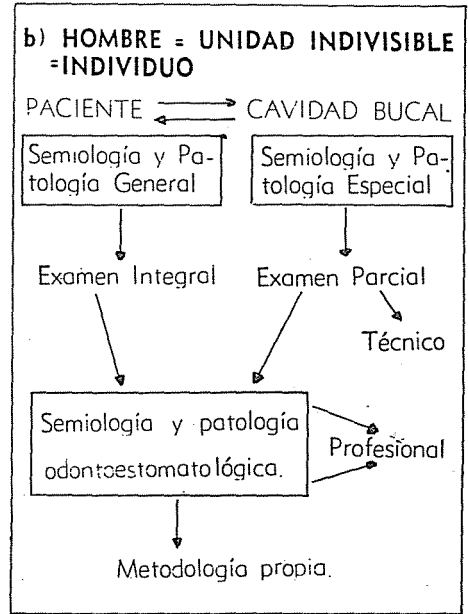 b) HOMBRE = UNIDAD INDIVISIBLE
=INDIVIDUO
PACIENTE CAVIDAD BUCAL
Semiología y Pa-
tología General
Semiología y Pa-
tología Especial
Examen Integral Examen Parcial
Técnico
Semiología y patología
odontoestomatológica.
Profesional
Metodología propia.